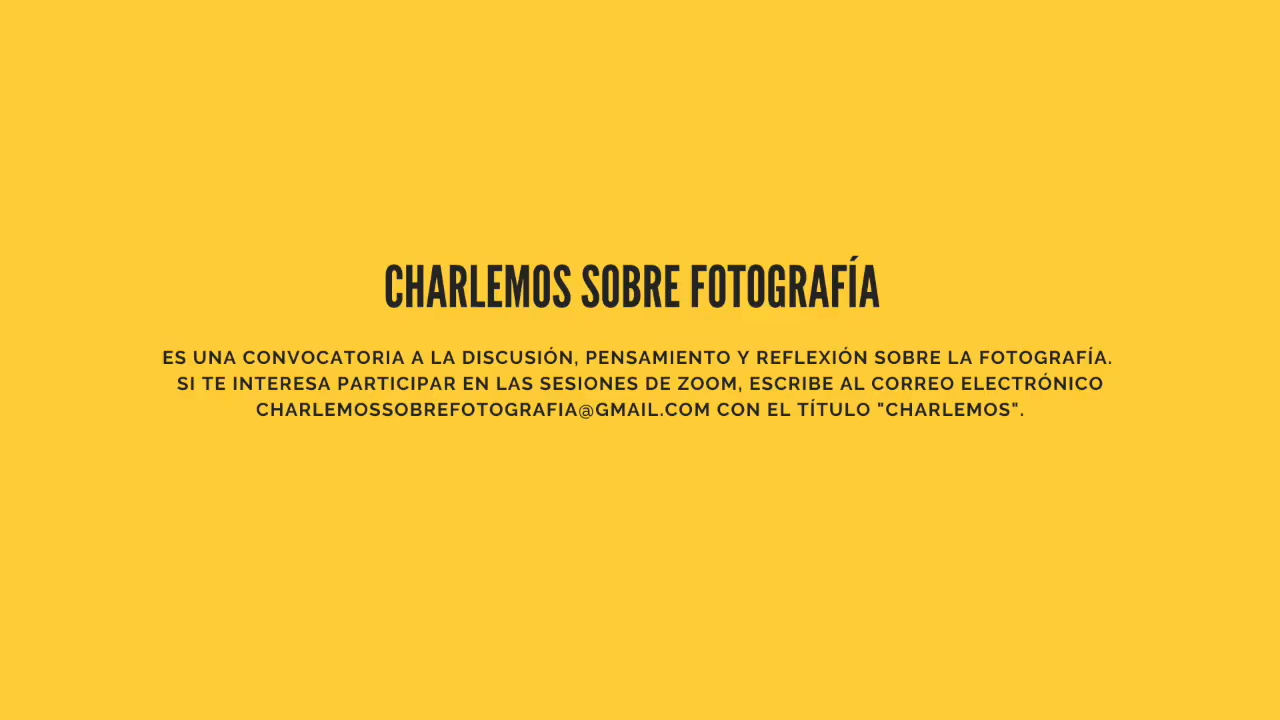 CHARLEMOS SOBRE FOTOGRAFÍA
ES UNA CONVOCATORIA A LA DISCUSIÓN, PENSAMIENTO Y REFLEXIÓN SOBRE LA FOTOGRAFÍA.
SI TE INTERESA PARTICIPAR EN LAS SESIONES DE ZOOM, ESCRIBE AL CORREO ELECTRÓNICO
CHARLEMOSSOBREFOTOGRAFIA@GMAIL.COM CON EL TÍTULO "CHARLEMOS".